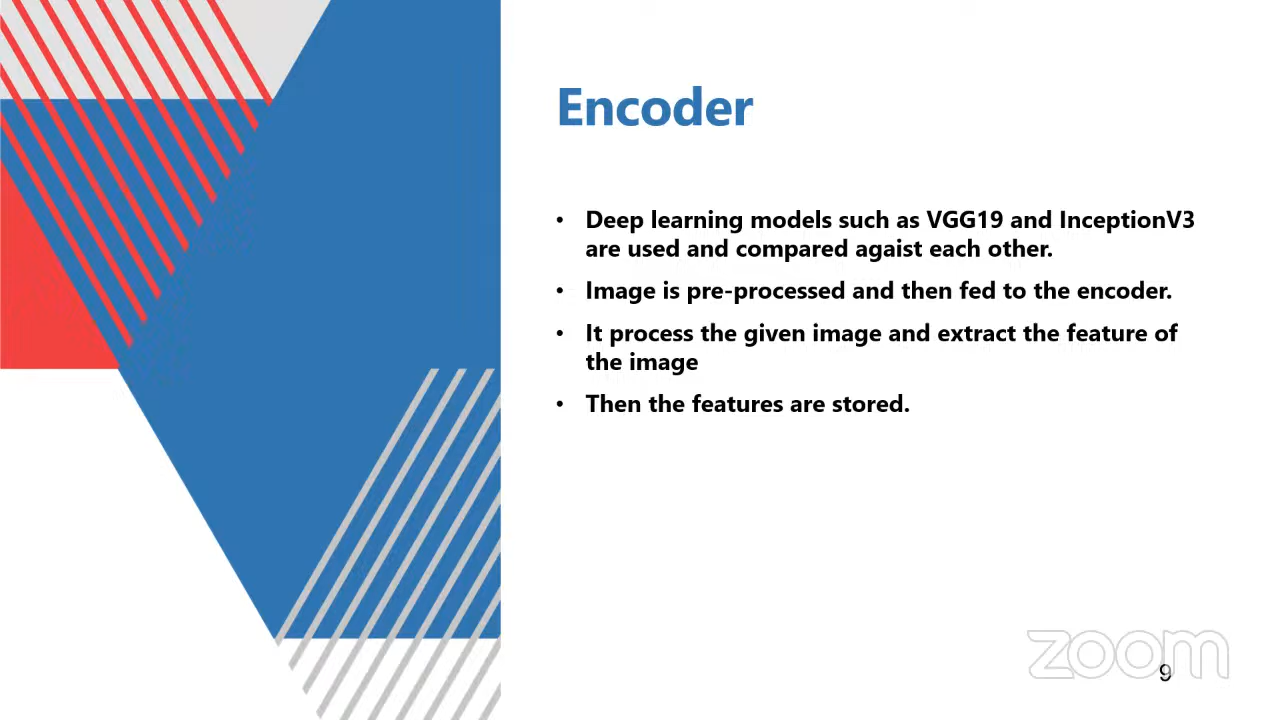 Encoder
• Deep learning models such as VGG19 and InceptionV3
are used and compared agaist each other.
• Image is pre-processed and then fed to the encoder.
• It process the given image and extract the feature of
the image
• Then the features are stored.
zoom
9